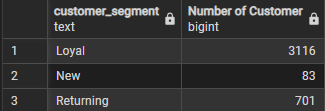 customer_segment Number of Customer
text bigint
1 Loyal 3116
2 New 83
3 Returning 701